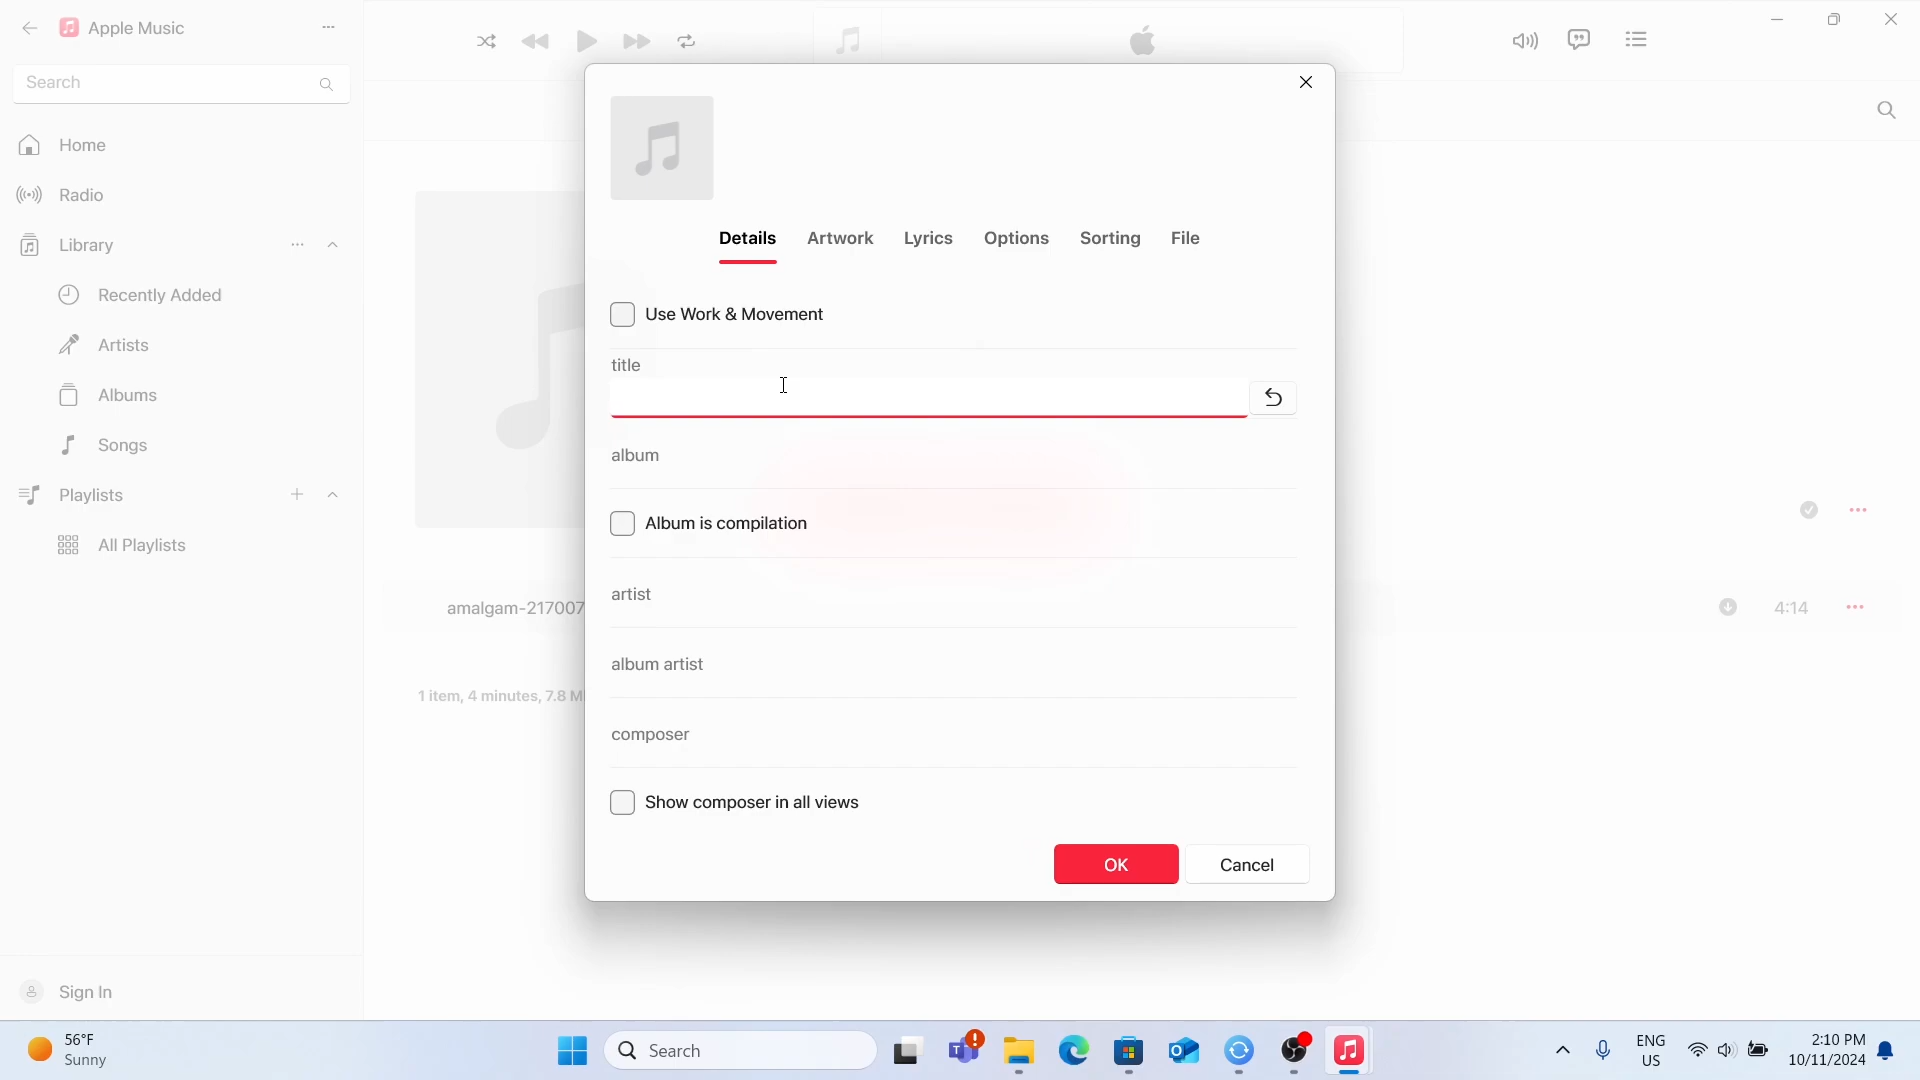 Apple Music
Search
Home
Radio
Library
Recently Added
Artists
Albums
Songs
Playlists
All Playlists
Sign In
amalgam-217007
1 item, 4 minutes, 7.8 M
4:14
Details Artwork Lyrics Options Sorting File
Use Work & Movement
title
album
Album is compilation
artist
album artist
composer
Show composer in all views
OK Cancel
56°F
Sunny
Search
ENG
US
2:10 PM
10/11/2024